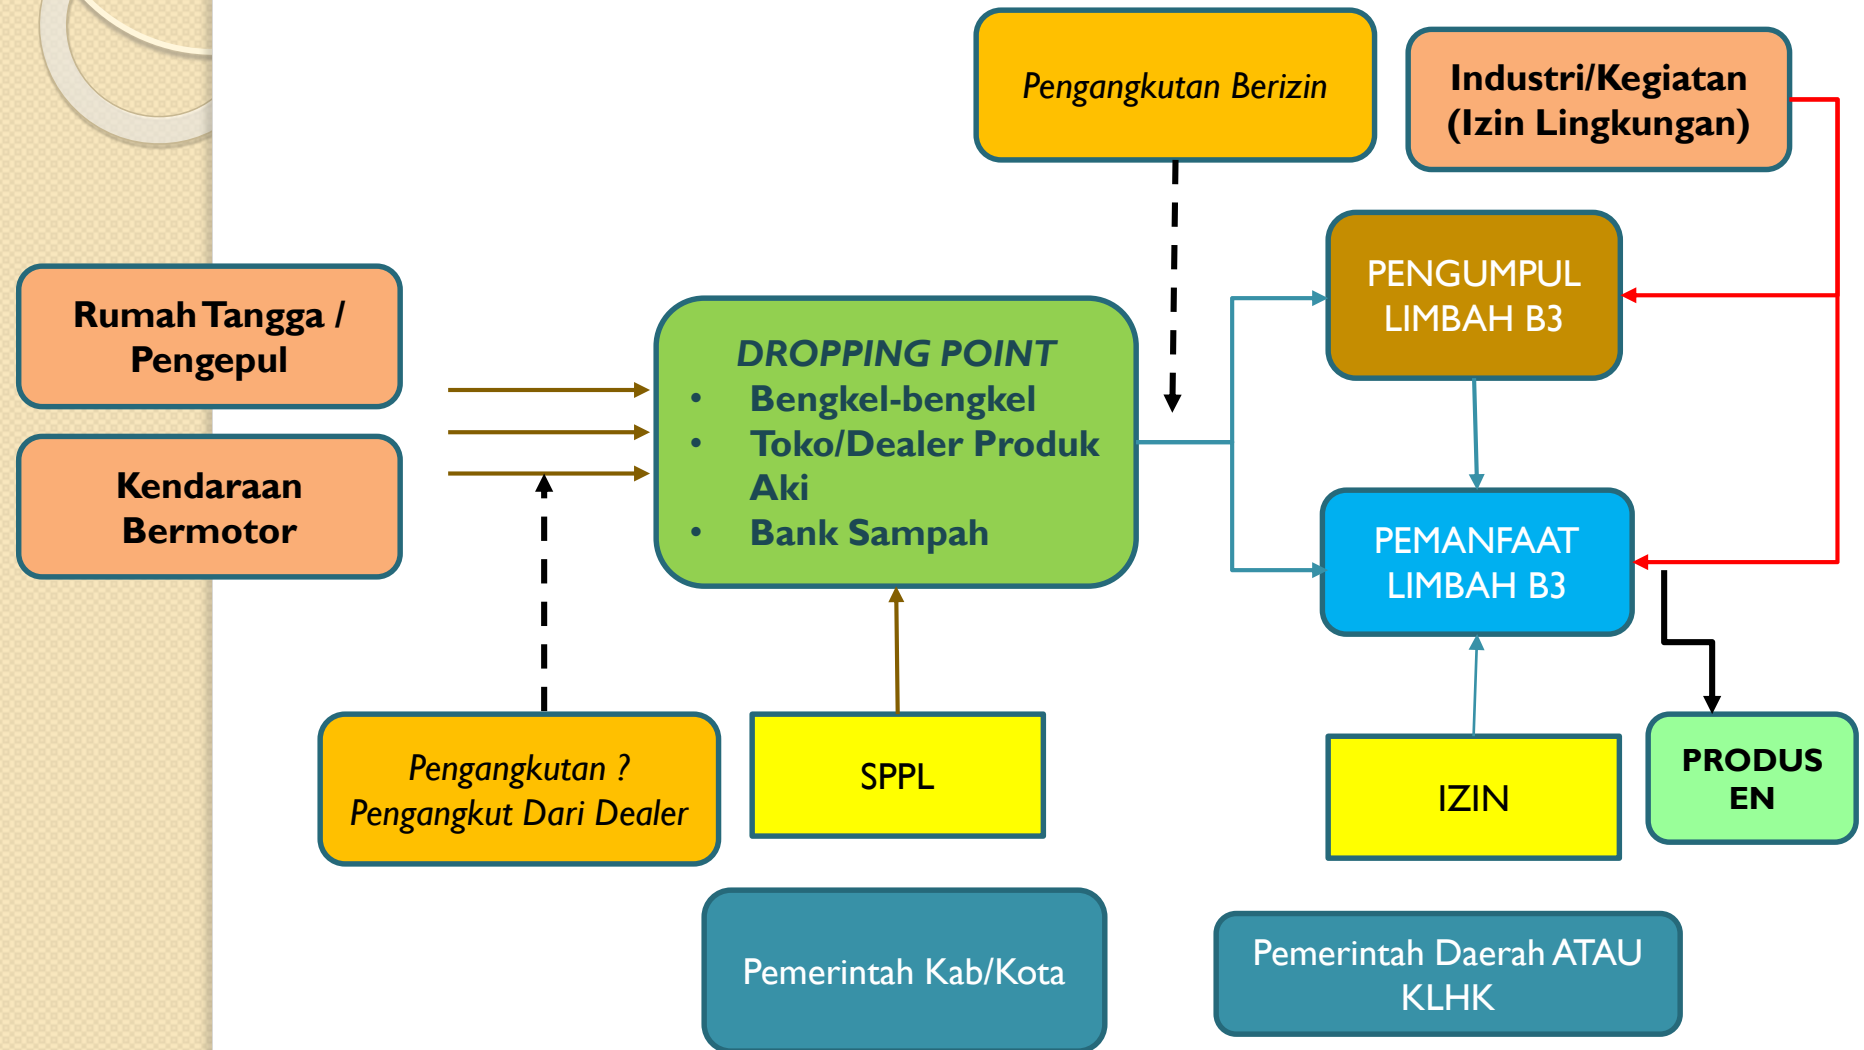 Pengangkutan Berizin
Industri/Kegiatan
(Izin Lingkungan)
PENGUMPUL
LIMBAH B3
Rumah Tangga /
Pengepul
Kendaraan
Bermotor
DROPPING POINT
• Bengkel-bengkel
• Toko/Dealer Produk
Aki
• Bank Sampah
PEMANFAAT
LIMBAH B3
Pengangkutan ?
Pengangkut Dari Dealer
SPPL
IZIN
PRODUS
EN
Pemerintah Kab/Kota
Pemerintah Daerah ATAU
KLHK